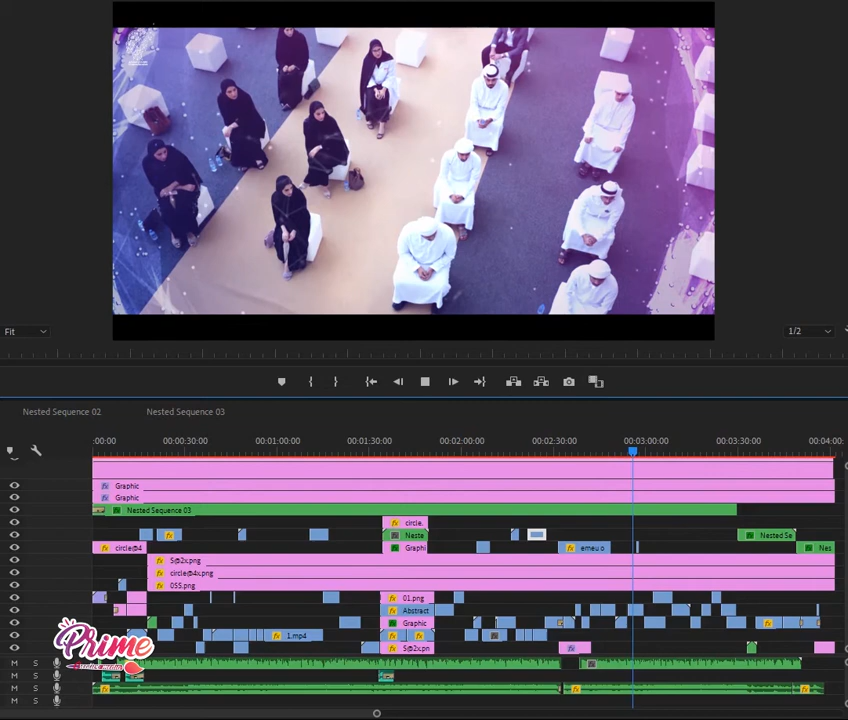 Fit
1/2
Nested Sequence 02 Nested Sequence 03
:00:00 00:00:30:00 00:01:00:00 00:01:30:00 00:02:00:00 00:02:30:00 00:03:00:00 00:03:30:00 00:04:00
Graphic
Graphic
Nested Sequence 03
circle.
Neste Nested Se
circle@4 Graphi emeu.o Nes
S@2x.png
circle@4x.png
055.png
01.png
Abstract
Graphic
1.mp4
S@2x.pn
Prime
M S
M S
M S
M S